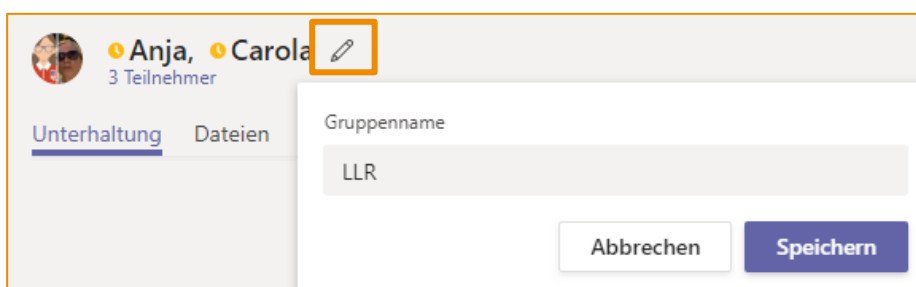 Anja, Carola
3 Teilnehmer
Unterhaltung Dateien
Gruppenname
LLR
Abbrechen Speichern